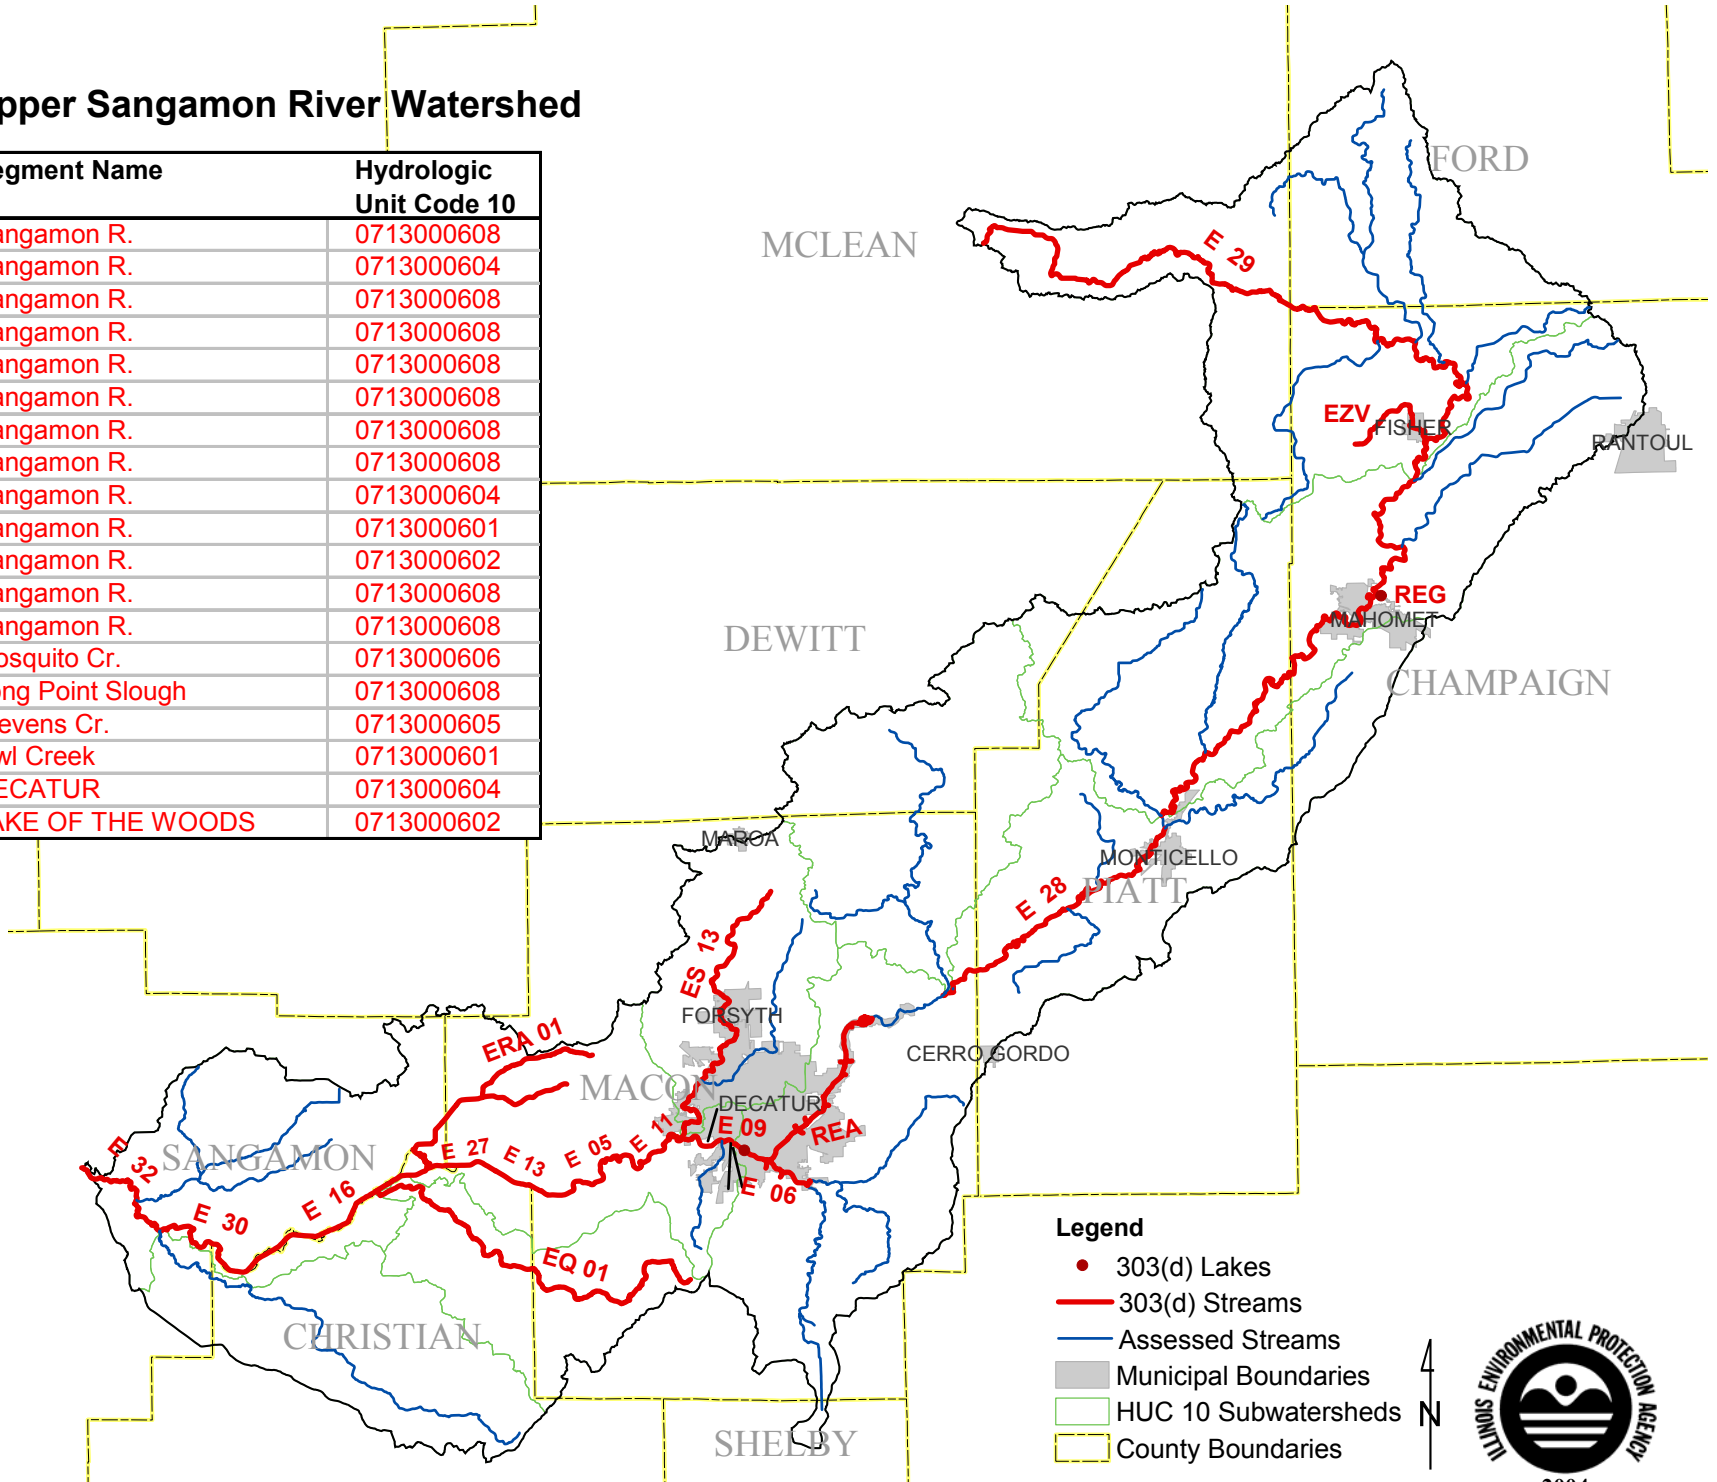 pper Sangamon River Watershed
egment Name Hydrologic Unit Code 10
angamon R. 0713000608
angamon R. 0713000604
angamon R. 0713000608
angamon R. 0713000608
angamon R. 0713000608
angamon R. 0713000608
angamon R. 0713000608
angamon R. 0713000608
angamon R. 0713000604
angamon R. 0713000601
angamon R. 0713000602
angamon R. 0713000608
angamon R. 0713000608
osquito Cr. 0713000606
ong Point Slough 0713000608
evens Cr. 0713000605
wl Creek 0713000601
ECATUR 0713000604
AKE OF THE WOODS 0713000602
FORD
MCLEAN
E 29
EZV
FISHER
RANTOUL
REG
MAHOMET
DEWITT
CHAMPAIGN
MAROA
MONTICELLO
PIATT
E 28
ES 13
FORSYTH
ERA 01
CERRO GORDO
MACON
DECATUR
E 09
REA
E 11
E 05
E 13
E 27
E 06
E 32
SANGAMON
E 16
E 30
EQ 01
CHRISTIAN
SHELBY
Legend
303(d) Lakes
303(d) Streams
Assessed Streams
Municipal Boundaries
HUC 10 Subwatersheds
County Boundaries
N
ILLINOIS ENVIRONMENTAL PROTECTION AGENCY
2004